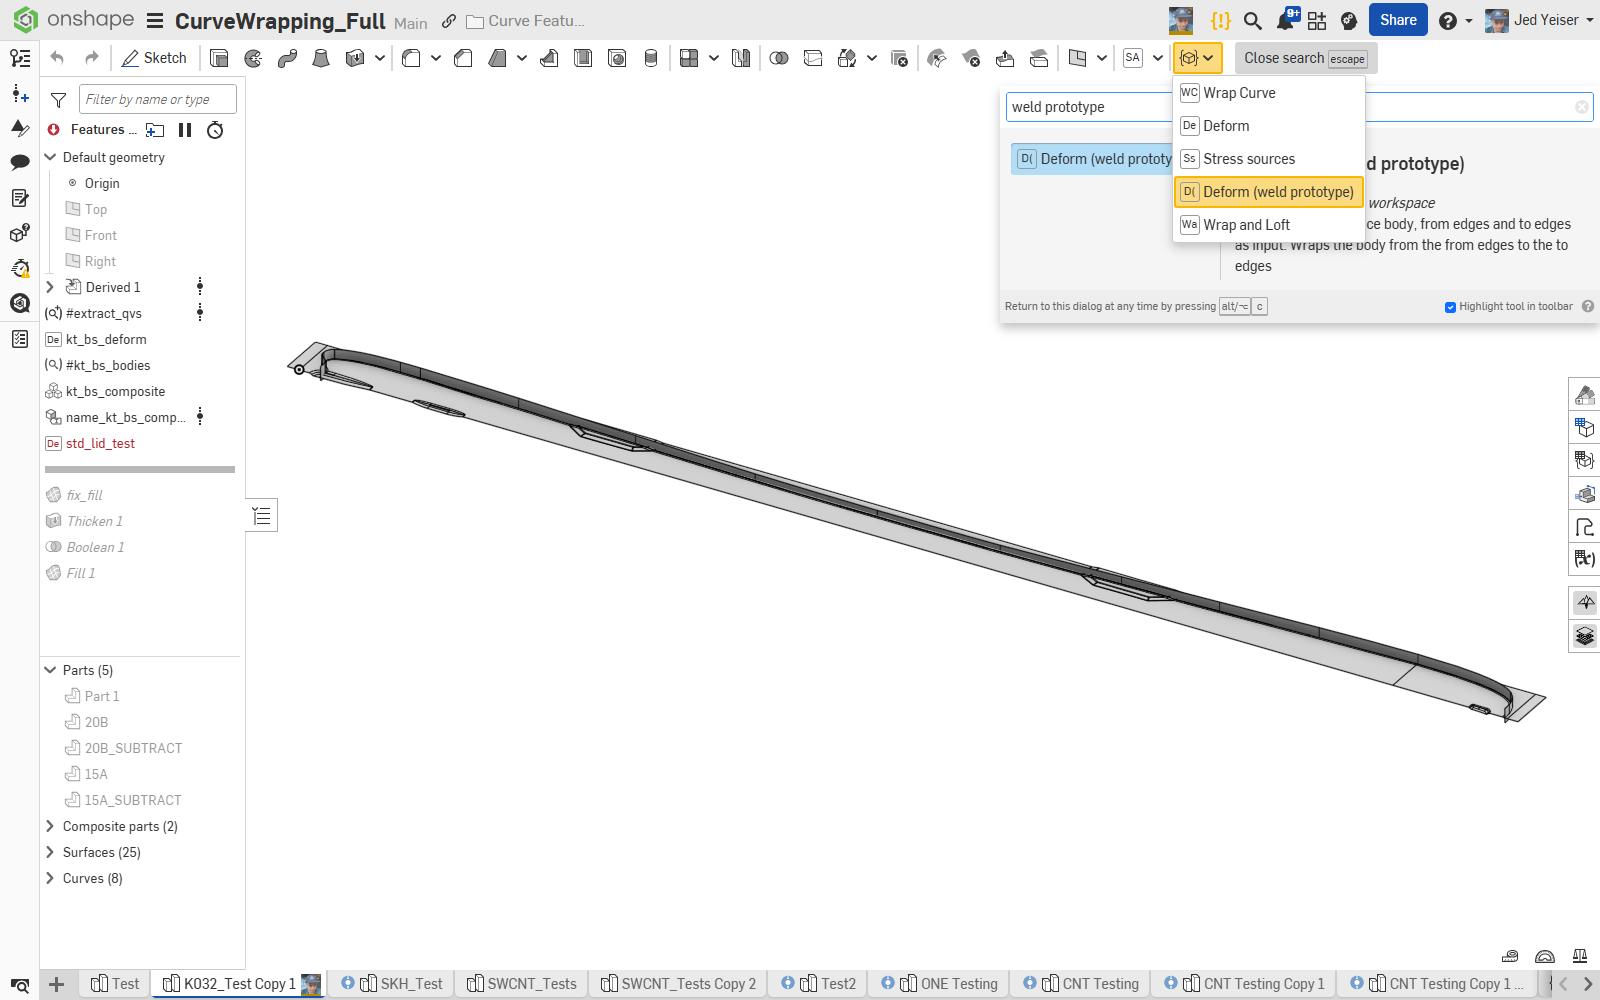 onshape
CurveWrapping_Full Main Curve Featu...
9+
Share
Jed Yeiser
Sketch
SA
Close search escape
Filter by name or type
Features ...
Default geometry
Origin
Top
Front
Right
Derived 1
#extract_qvs
De kt_bs_deform
#kt_bs_bodies
kt_bs_composite
name_kt_bs_comp...
De std_lid_test
fix_fill
Thicken 1
Boolean 1
Fill 1
Parts (5)
Part 1
20B
20B_SUBTRACT
15A
15A_SUBTRACT
Composite parts (2)
Surfaces (25)
Curves (8)
weld prototype
D( Deform (weld prototy
WC Wrap Curve
De Deform
Ss Stress sources
D( Deform (weld prototype)
Wa Wrap and Loft
d prototype)
workspace
ce body, from edges and to edges
as input. Wraps the body from the from edges to the to
edges
Return to this dialog at any time by pressing alt/⌥ c
Highlight tool in toolbar
Test
K032_Test Copy 1
SKH_Test
SWCNT_Tests
SWCNT_Tests Copy 2
Test2
ONE Testing
CNT Testing
CNT Testing Copy 1
CNT Testing Copy 1 ...